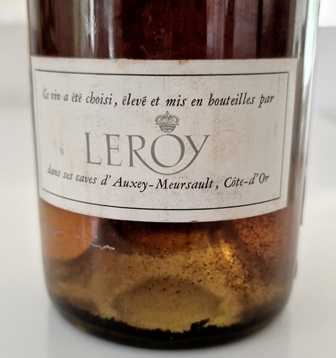 Ce vin a été choisi, élevé et mis en bouteilles par
LEROY
dans ses caves d'Auxey-Meursault, Côte-d'Or